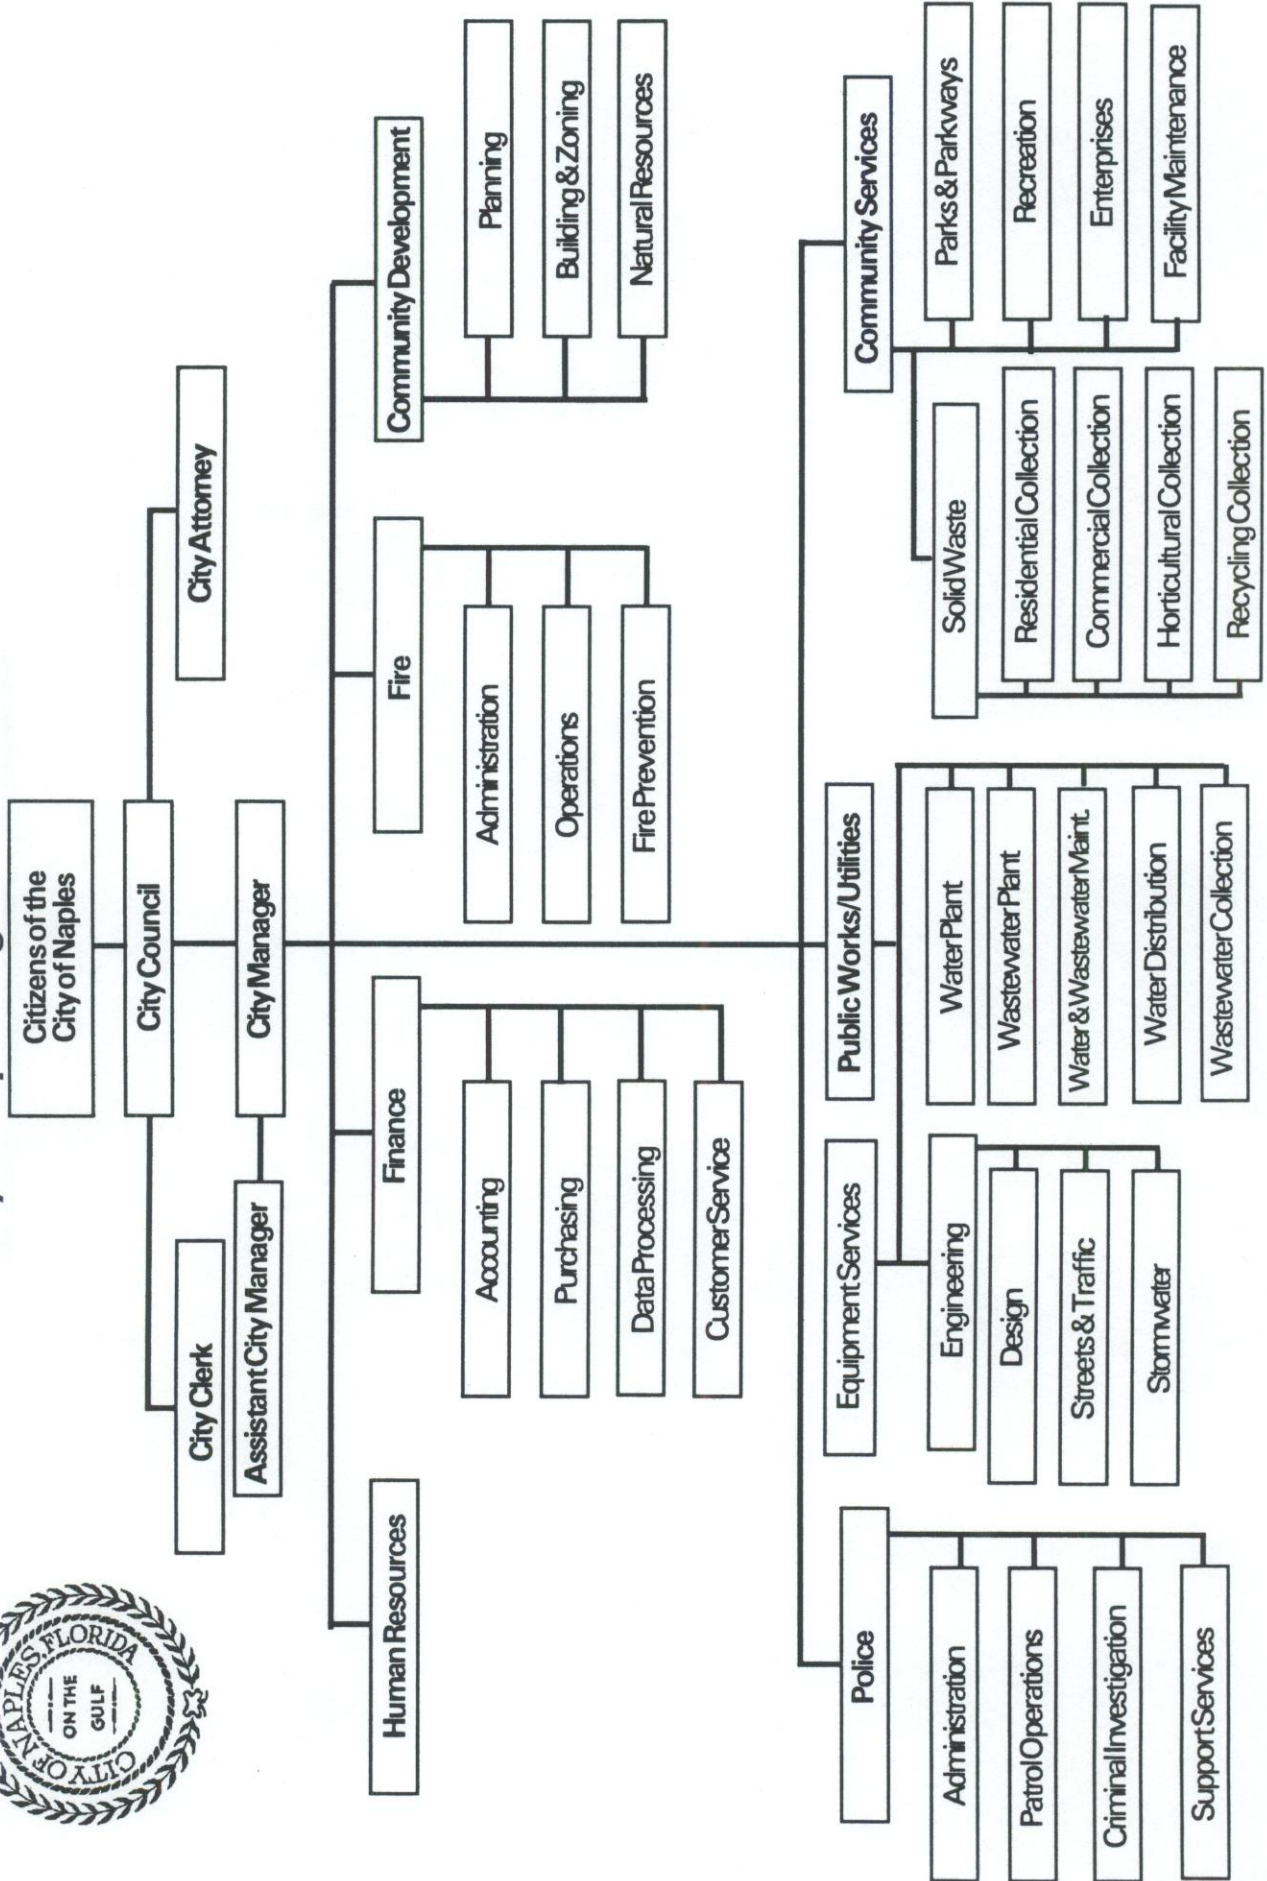 CITY OF NAPLES, FLORIDA
ON THE
GULF
Citizens of the
City of Naples
City Council
City Clerk
City Attorney
City Manager
Assistant City Manager
Human Resources
Finance
Accounting
Purchasing
Data Processing
Customer Service
Fire
Administration
Operations
Fire Prevention
Community Development
Planning
Building & Zoning
Natural Resources
Police
Administration
Patrol Operations
Criminal Investigation
Support Services
Equipment Services
Engineering
Design
Streets & Traffic
Stormwater
Public Works/Utilities
Water Plant
Wastewater Plant
Water & Wastewater Maint.
Water Distribution
Wastewater Collection
Community Services
Solid Waste
Residential Collection
Commercial Collection
Horticultural Collection
Recycling Collection
Parks & Parkways
Recreation
Enterprises
Facility Maintenance